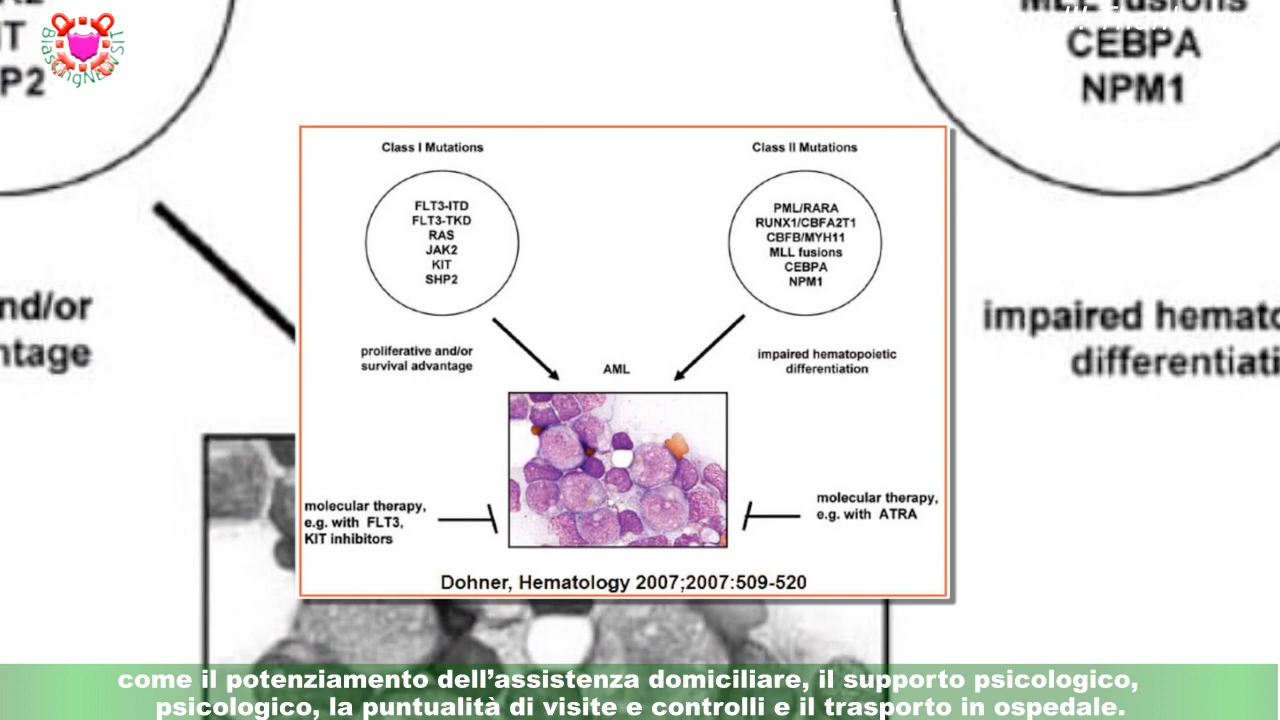 BlastingNEWSIT
MLL fusions
CEBPA
NPM1
IT
P2
nd/or
ntage
impaired hemato
differentiati
Class I Mutations
FLT3-ITD
FLT3-TKD
RAS
JAK2
KIT
SHP2
Class II Mutations
PML/RARA
RUNX1/CBFA2T1
CBFB/MYH11
MLL fusions
CEBPA
NPM1
proliferative and/or
survival advantage
AML
impaired hematopoietic
differentiation
molecular therapy,
e.g. with FLT3,
KIT inhibitors
molecular therapy,
e.g. with ATRA
Dohner, Hematology 2007;2007:509-520
come il potenziamento dell’assistenza domiciliare, il supporto psicologico,
psicologico, la puntualità di visite e controlli e il trasporto in ospedale.